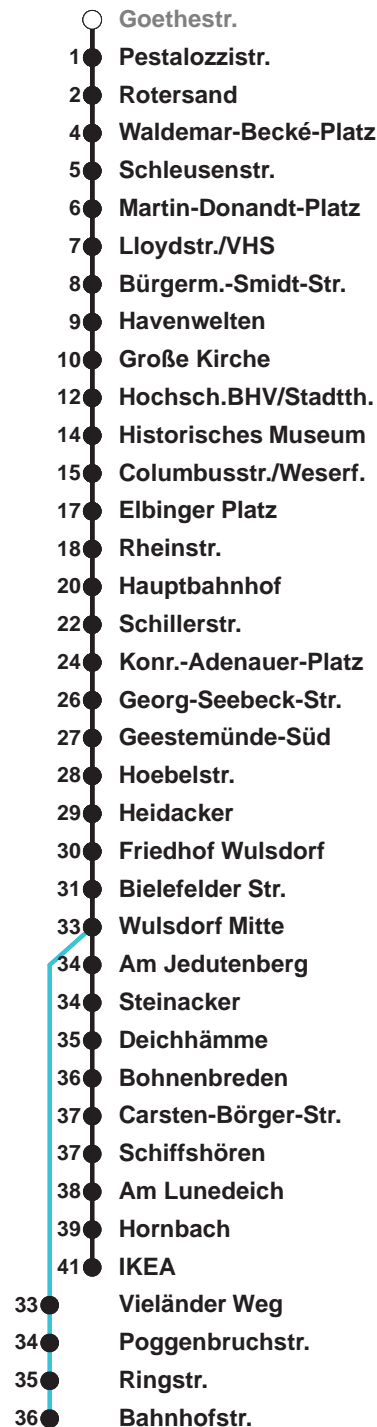 Goethestr.
1 Pestalozzistr.
2 Rotersand
4 Waldemar-Becké-Platz
5 Schleusenstr.
6 Martin-Donandt-Platz
7 Lloydstr./VHS
8 Bürgerm.-Smidt-Str.
9 Havenwelten
10 Große Kirche
12 Hochsch.BHV/Stadtth.
14 Historisches Museum
15 Columbusstr./Weserf.
17 Elbinger Platz
18 Rheinstr.
20 Hauptbahnhof
22 Schillerstr.
24 Konr.-Adenauer-Platz
26 Georg-Seebeck-Str.
27 Geestemünde-Süd
28 Hoebelstr.
29 Heidacker
30 Friedhof Wulsdorf
31 Bielefelder Str.
33 Wulsdorf Mitte
34 Am Jedutenberg
34 Steinacker
35 Deichhämme
36 Bohnenbreden
37 Carsten-Börger-Str.
37 Schiffshören
38 Am Lunedeich
39 Hornbach
41 IKEA
33 Vieländer Weg
34 Poggenbruchstr.
35 Ringstr.
36 Bahnhofstr.